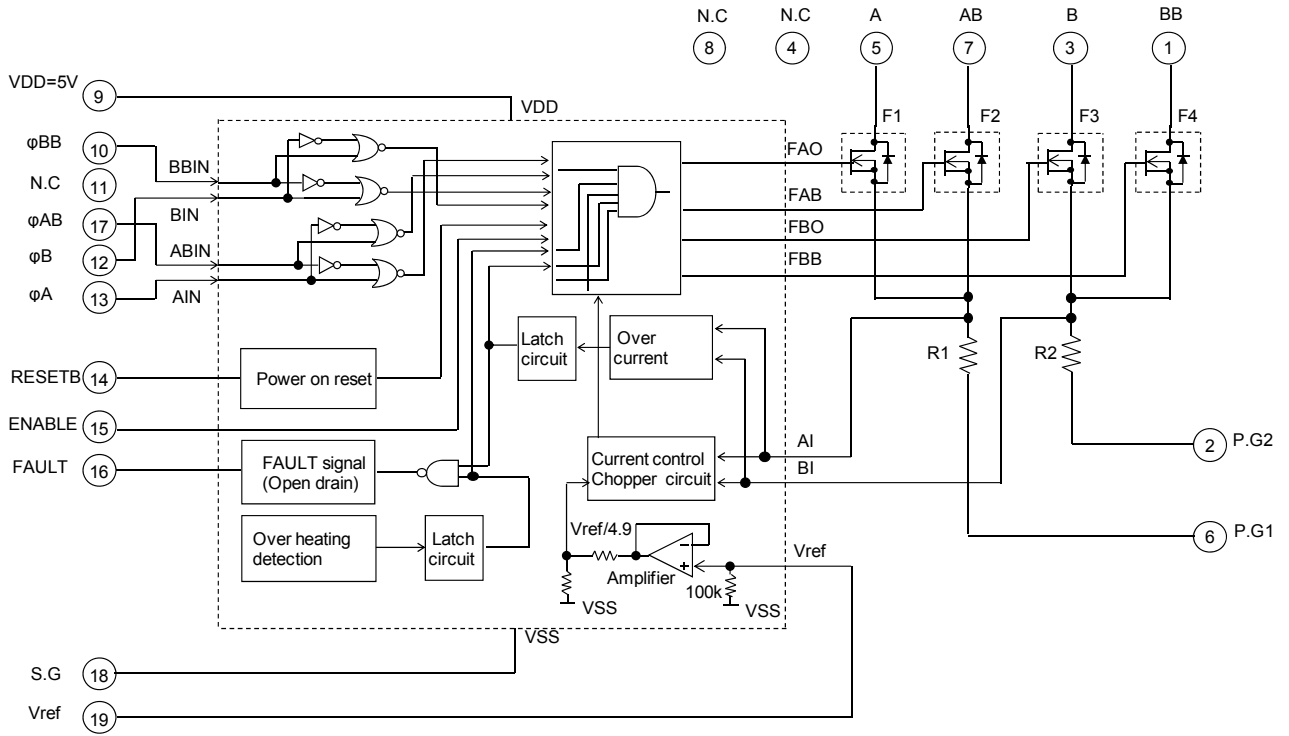 N.C N.C A AB B BB
8 4 5 7 3 1
VDD=5V 9
VDD
F1 F2 F3 F4
φBB 10
BBIN
FAO
N.C 11
BIN
FAB
φAB 17
ABIN
FBO
φB 12
FBB
φA 13
AIN
Latch
circuit
Over
current
R1 R2
RESETB 14
Power on reset
ENABLE 15
AI
BI
2 P.G2
FAULT 16
FAULT signal
(Open drain)
Current control
Chopper circuit
Over heating
detection
Latch
circuit
Vref/4.9
Vref
6 P.G1
-
+
Amplifier
100k
VSS
VSS
VSS
S.G 18
Vref 19